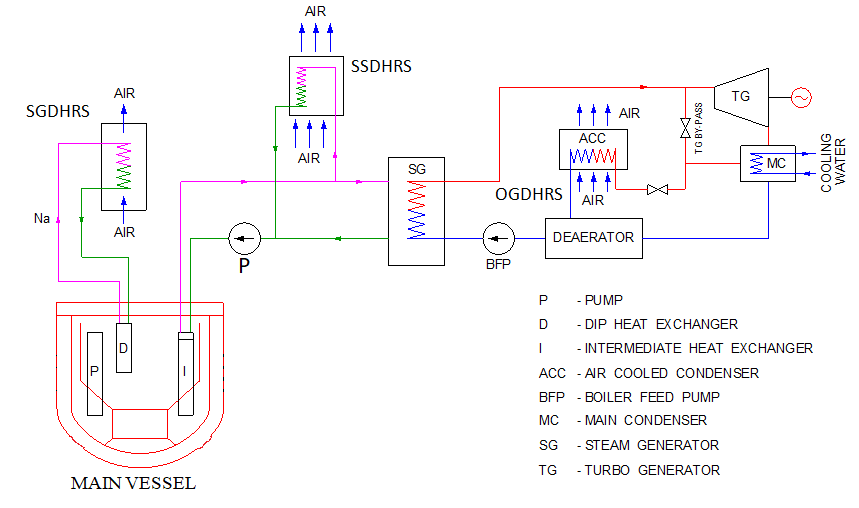 AIR
SSDHRS
AIR
SGDHRS
AIR
AIR
Na
AIR
P
SG
AIR
ACC
AIR
OGDHRS
TG BY-PASS
TG
MC
COOLING
WATER
BFP
DEAERATOR
P
D
I
MAIN VESSEL
P - PUMP
D - DIP HEAT EXCHANGER
I - INTERMEDIATE HEAT EXCHANGER
ACC - AIR COOLED CONDENSER
BFP - BOILER FEED PUMP
MC - MAIN CONDENSER
SG - STEAM GENERATOR
TG - TURBO GENERATOR